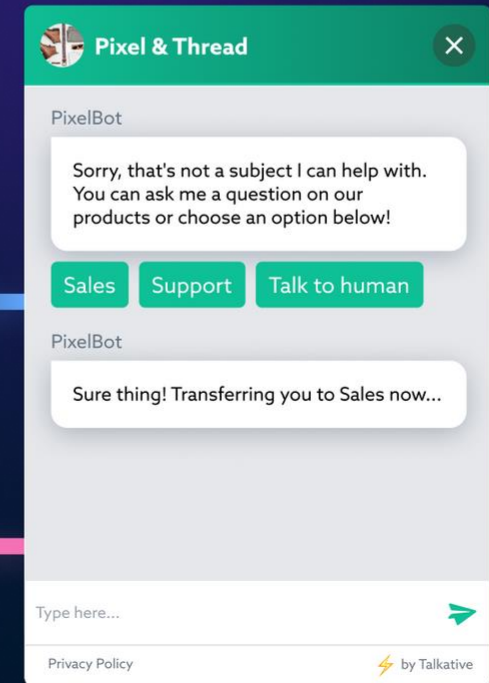 Pixel & Thread
PixelBot
Sorry, that's not a subject I can help with.
You can ask me a question on our
products or choose an option below!
Sales Support Talk to human
PixelBot
Sure thing! Transferring you to Sales now...
Type here...
Privacy Policy by Talkative